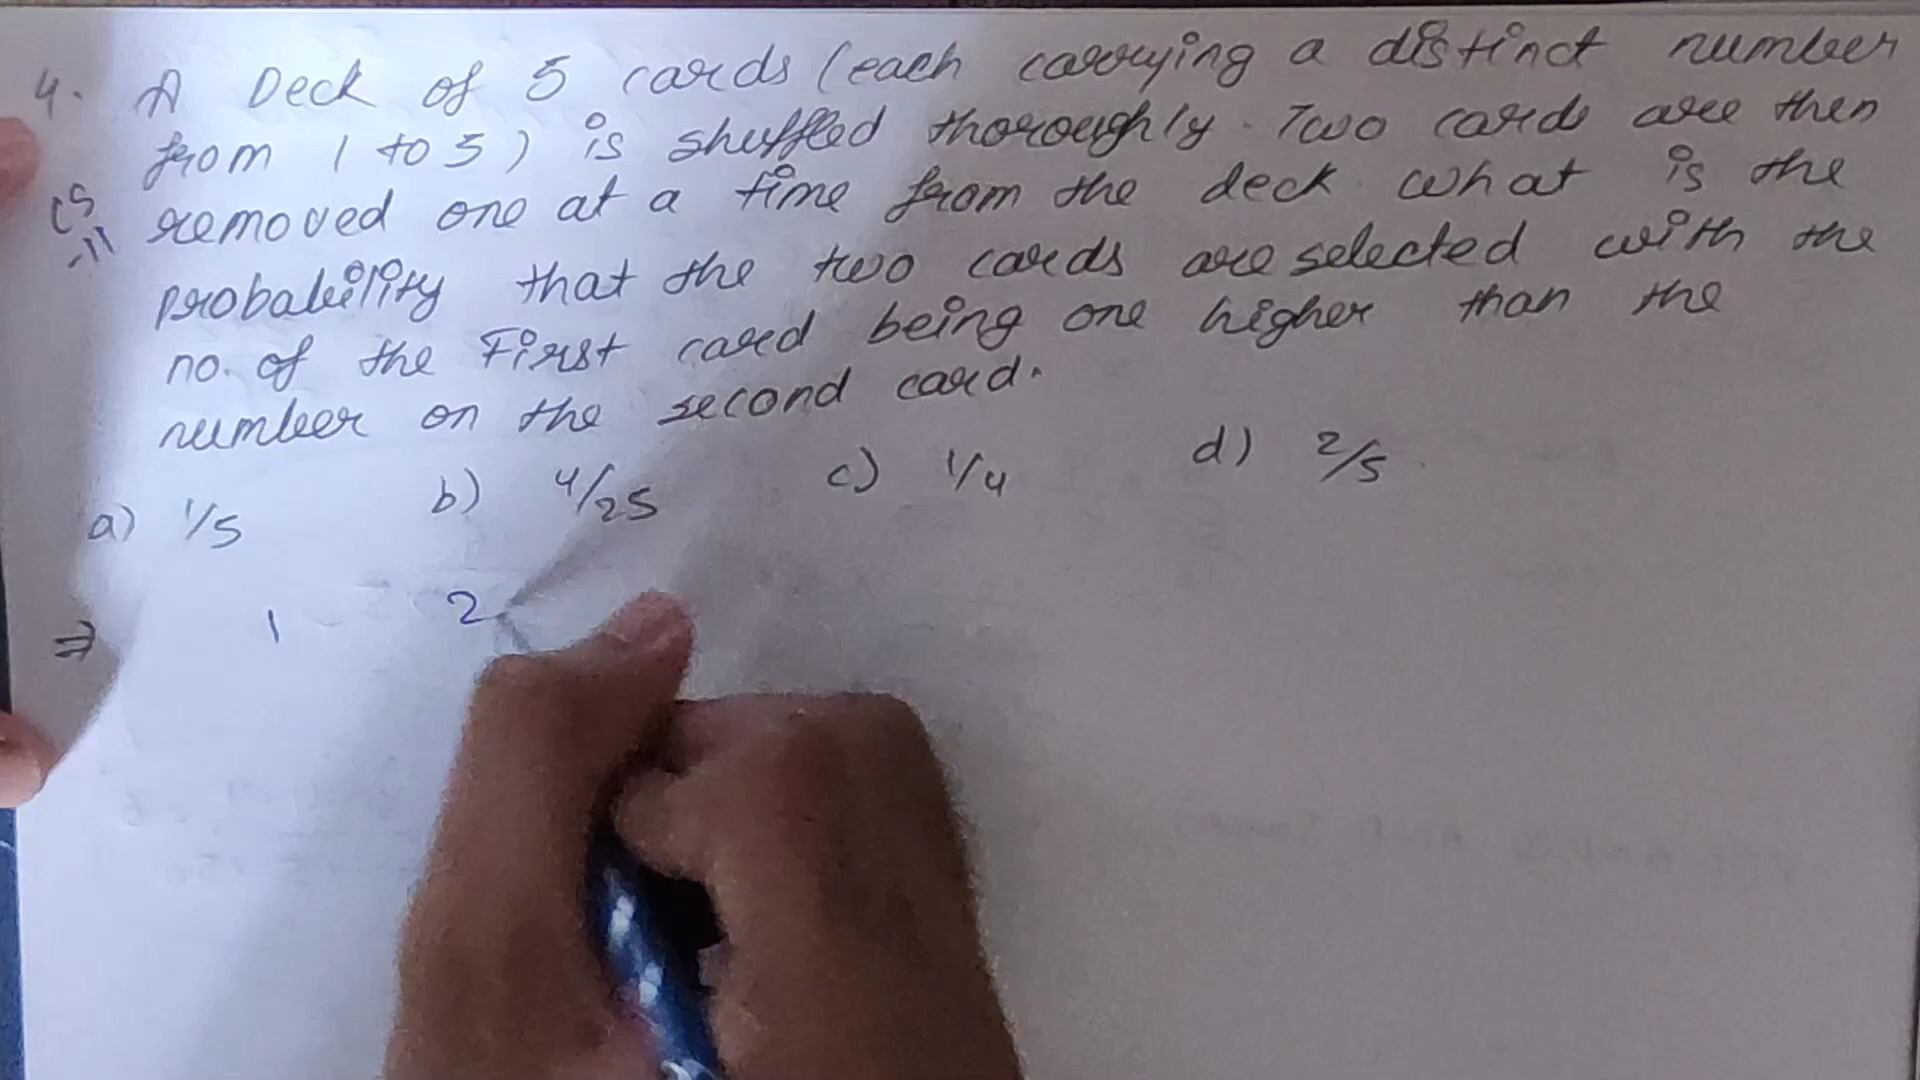 4. A Deck of 5 cards (each carrying a distinct number
from 1 to 5) is shuffled thoroughly. Two cards are then
CS
-11 removed one at a time from the deck. what is the
probability that the two cards are selected with the
no. of the First card being one higher than the
number on the second card.
a) 1/5 b) 4/25 c) 1/4 d) 2/5
⇒ 1 2